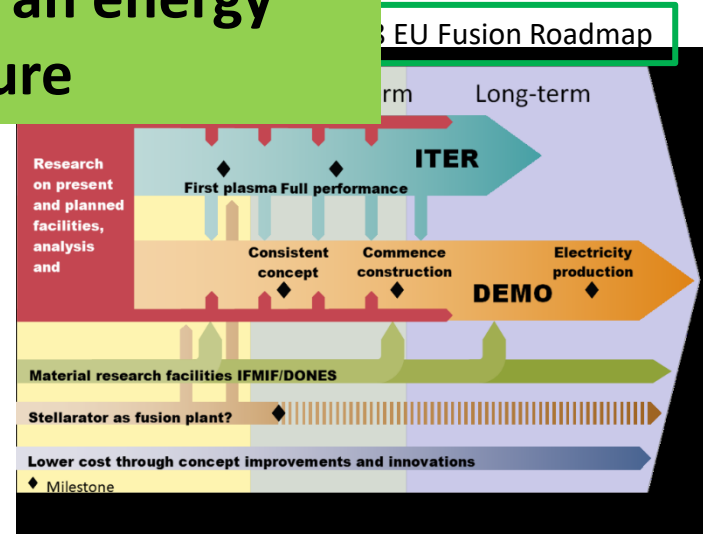 an energy
ure
EU Fusion Roadmap
rm
Long-term
Research
on present
and planned
facilities,
analysis
and
ITER
First plasma
Full performance
Consistent
concept
Commence
construction
Electricity
production
DEMO
Material research facilities IFMIF/DONES
Stellarator as fusion plant?
Lower cost through concept improvements and innovations
Milestone